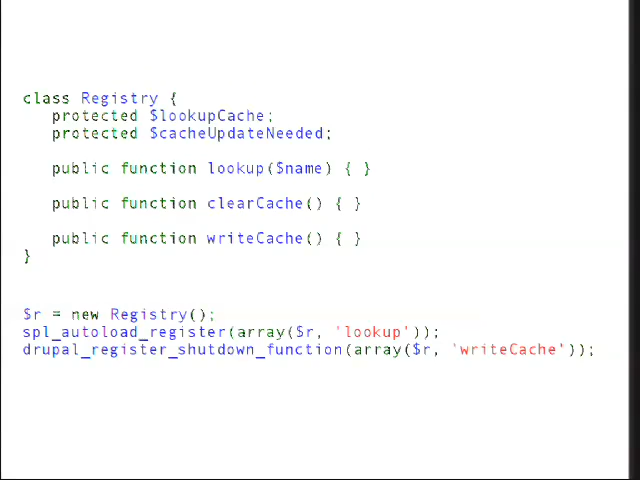 class Registry {
protected $lookupCache;
protected $cacheUpdateNeeded;
public function lookup($name) { }
public function clearCache() { }
public function writeCache() { }
}
$r = new Registry();
spl_autoload_register(array($r, 'lookup'));
drupal_register_shutdown_function(array($r, 'writeCache'));